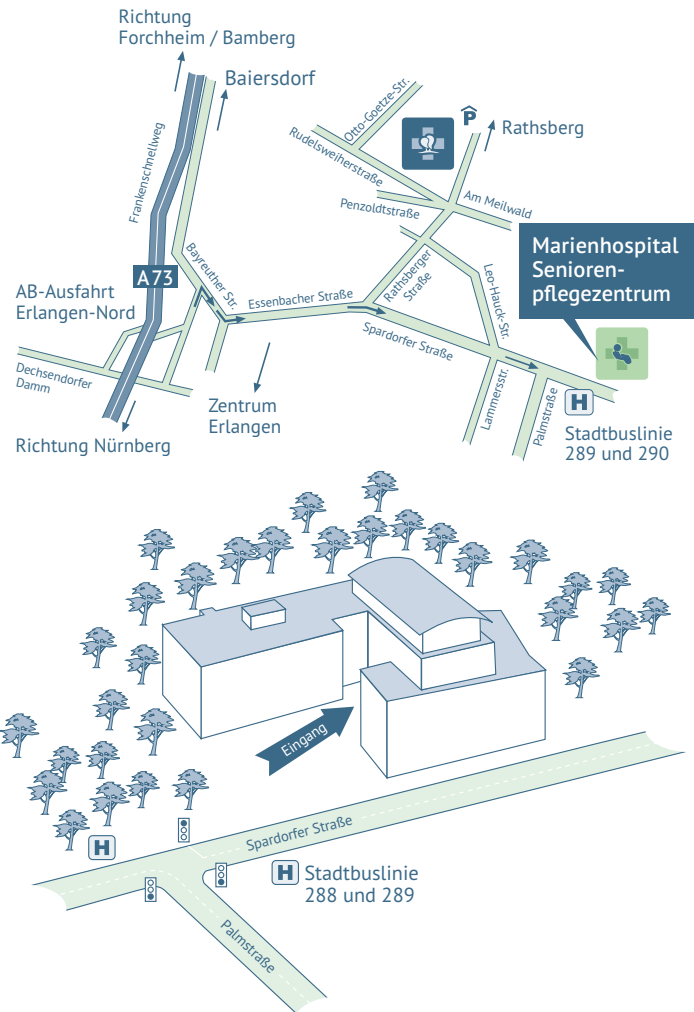 Richtung
Forchheim / Bamberg
Baiersdorf
Otto-Goetze-Str.
P
Rathsberg
Rudelsweiherstraße
Frankenschnellweg
Penzoldtstraße
Am Meilwald
Marienhospital
Senioren-
pflegezentrum
Bayreuther Str.
Rathsberger
Straße
Leo-Hauck-Str.
A 73
AB-Ausfahrt
Erlangen-Nord
Essenbacher Straße
Spardorfer Straße
Dechsendorfer
Damm
Lammersstr.
Palmstraße
H
Zentrum
Erlangen
Stadtbuslinie
289 und 290
Richtung Nürnberg
Eingang
Spardorfer Straße
H
H
Stadtbuslinie
288 und 289
Palmstraße